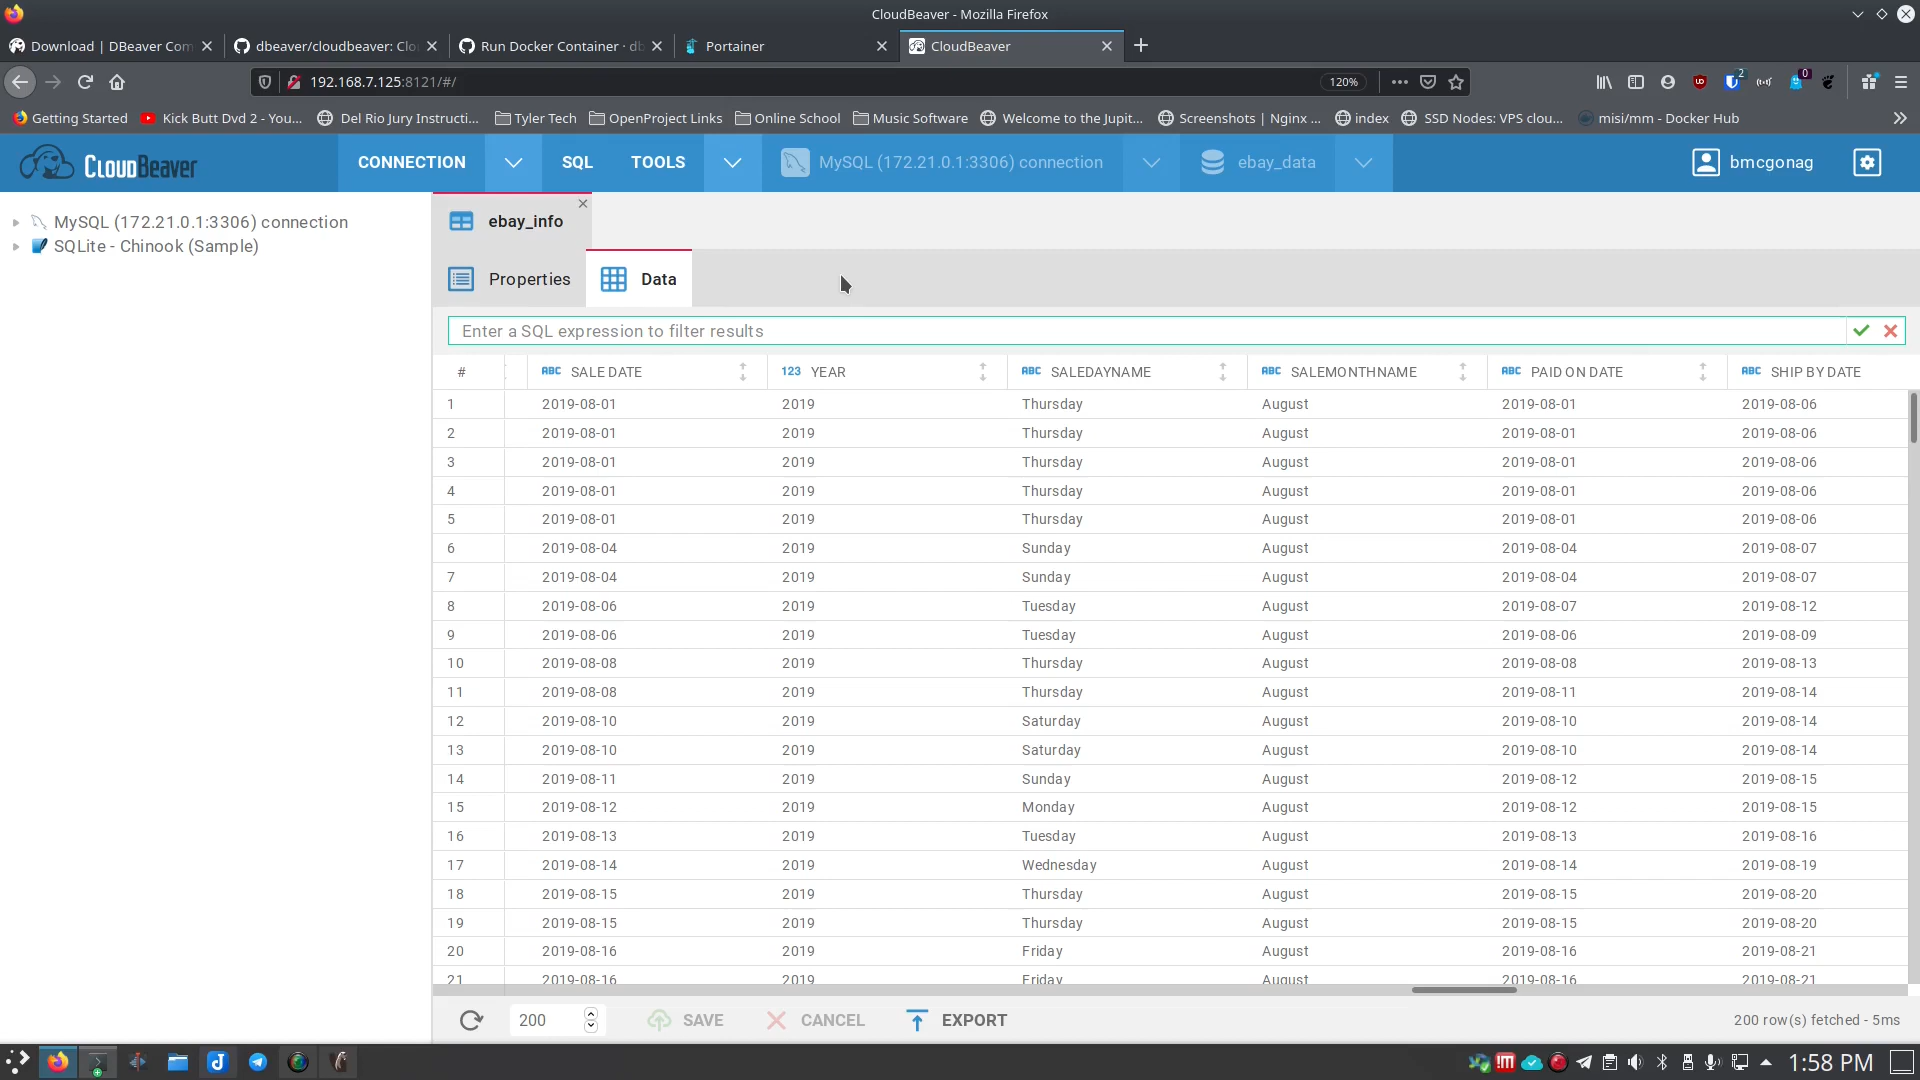 CloudBeaver - Mozilla Firefox
Download | DBeaver Com
dbeaver/cloudbeaver: Clo
Run Docker Container · db
Portainer
CloudBeaver
192.168.7.125:8121/#/
120%
2
0
Getting Started
Kick Butt Dvd 2 - You...
Del Rio Jury Instructi...
Tyler Tech
OpenProject Links
Online School
Music Software
Welcome to the Jupit...
Screenshots | Nginx ...
index
SSD Nodes: VPS clou...
misi/mm - Docker Hub
CloudBeaver
CONNECTION
SQL
TOOLS
MySQL (172.21.0.1:3306) connection
ebay_data
bmcgonag
MySQL (172.21.0.1:3306) connection
SQLite - Chinook (Sample)
ebay_info
Properties
Data
Enter a SQL expression to filter results
# ABC SALE DATE 123 YEAR ABC SALEDAYNAME ABC SALEMONTHNAME ABC PAID ON DATE ABC SHIP BY DATE
1 2019-08-01 2019 Thursday August 2019-08-01 2019-08-06
2 2019-08-01 2019 Thursday August 2019-08-01 2019-08-06
3 2019-08-01 2019 Thursday August 2019-08-01 2019-08-06
4 2019-08-01 2019 Thursday August 2019-08-01 2019-08-06
5 2019-08-01 2019 Thursday August 2019-08-01 2019-08-06
6 2019-08-04 2019 Sunday August 2019-08-04 2019-08-07
7 2019-08-04 2019 Sunday August 2019-08-04 2019-08-07
8 2019-08-06 2019 Tuesday August 2019-08-07 2019-08-12
9 2019-08-06 2019 Tuesday August 2019-08-06 2019-08-09
10 2019-08-08 2019 Thursday August 2019-08-08 2019-08-13
11 2019-08-08 2019 Thursday August 2019-08-11 2019-08-14
12 2019-08-10 2019 Saturday August 2019-08-10 2019-08-14
13 2019-08-10 2019 Saturday August 2019-08-10 2019-08-14
14 2019-08-11 2019 Sunday August 2019-08-12 2019-08-15
15 2019-08-12 2019 Monday August 2019-08-12 2019-08-15
16 2019-08-13 2019 Tuesday August 2019-08-13 2019-08-16
17 2019-08-14 2019 Wednesday August 2019-08-14 2019-08-19
18 2019-08-15 2019 Thursday August 2019-08-15 2019-08-20
19 2019-08-15 2019 Thursday August 2019-08-15 2019-08-20
20 2019-08-16 2019 Friday August 2019-08-16 2019-08-21
21 2019-08-16 2019 Friday August 2019-08-16 2019-08-21
200
SAVE
CANCEL
EXPORT
200 row(s) fetched - 5ms
1:58 PM